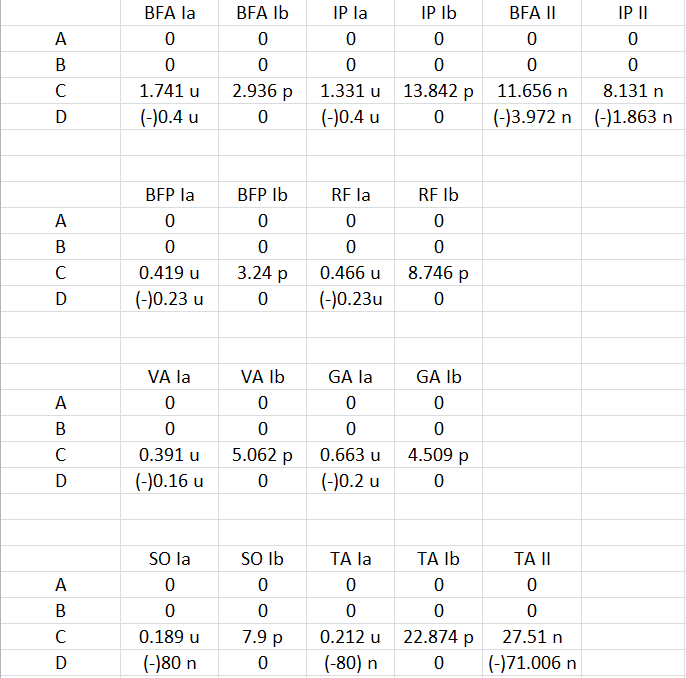 BFA Ia BFA Ib IP Ia IP Ib BFA II IP II
A 0 0 0 0 0 0
B 0 0 0 0 0 0
C 1.741 u 2.936 p 1.331 u 13.842 p 11.656 n 8.131 n
D (-)0.4 u 0 (-)0.4 u 0 (-)3.972 n (-)1.863 n
BFP Ia BFP Ib RF Ia RF Ib
A 0 0 0 0
B 0 0 0 0
C 0.419 u 3.24 p 0.466 u 8.746 p
D (-)0.23 u 0 (-)0.23u 0
VA Ia VA Ib GA Ia GA Ib
A 0 0 0 0
B 0 0 0 0
C 0.391 u 5.062 p 0.663 u 4.509 p
D (-)0.16 u 0 (-)0.2 u 0
SO Ia SO Ib TA Ia TA Ib TA II
A 0 0 0 0 0
B 0 0 0 0 0
C 0.189 u 7.9 p 0.212 u 22.874 p 27.51 n
D (-)80 n 0 (-80) n 0 (-)71.006 n